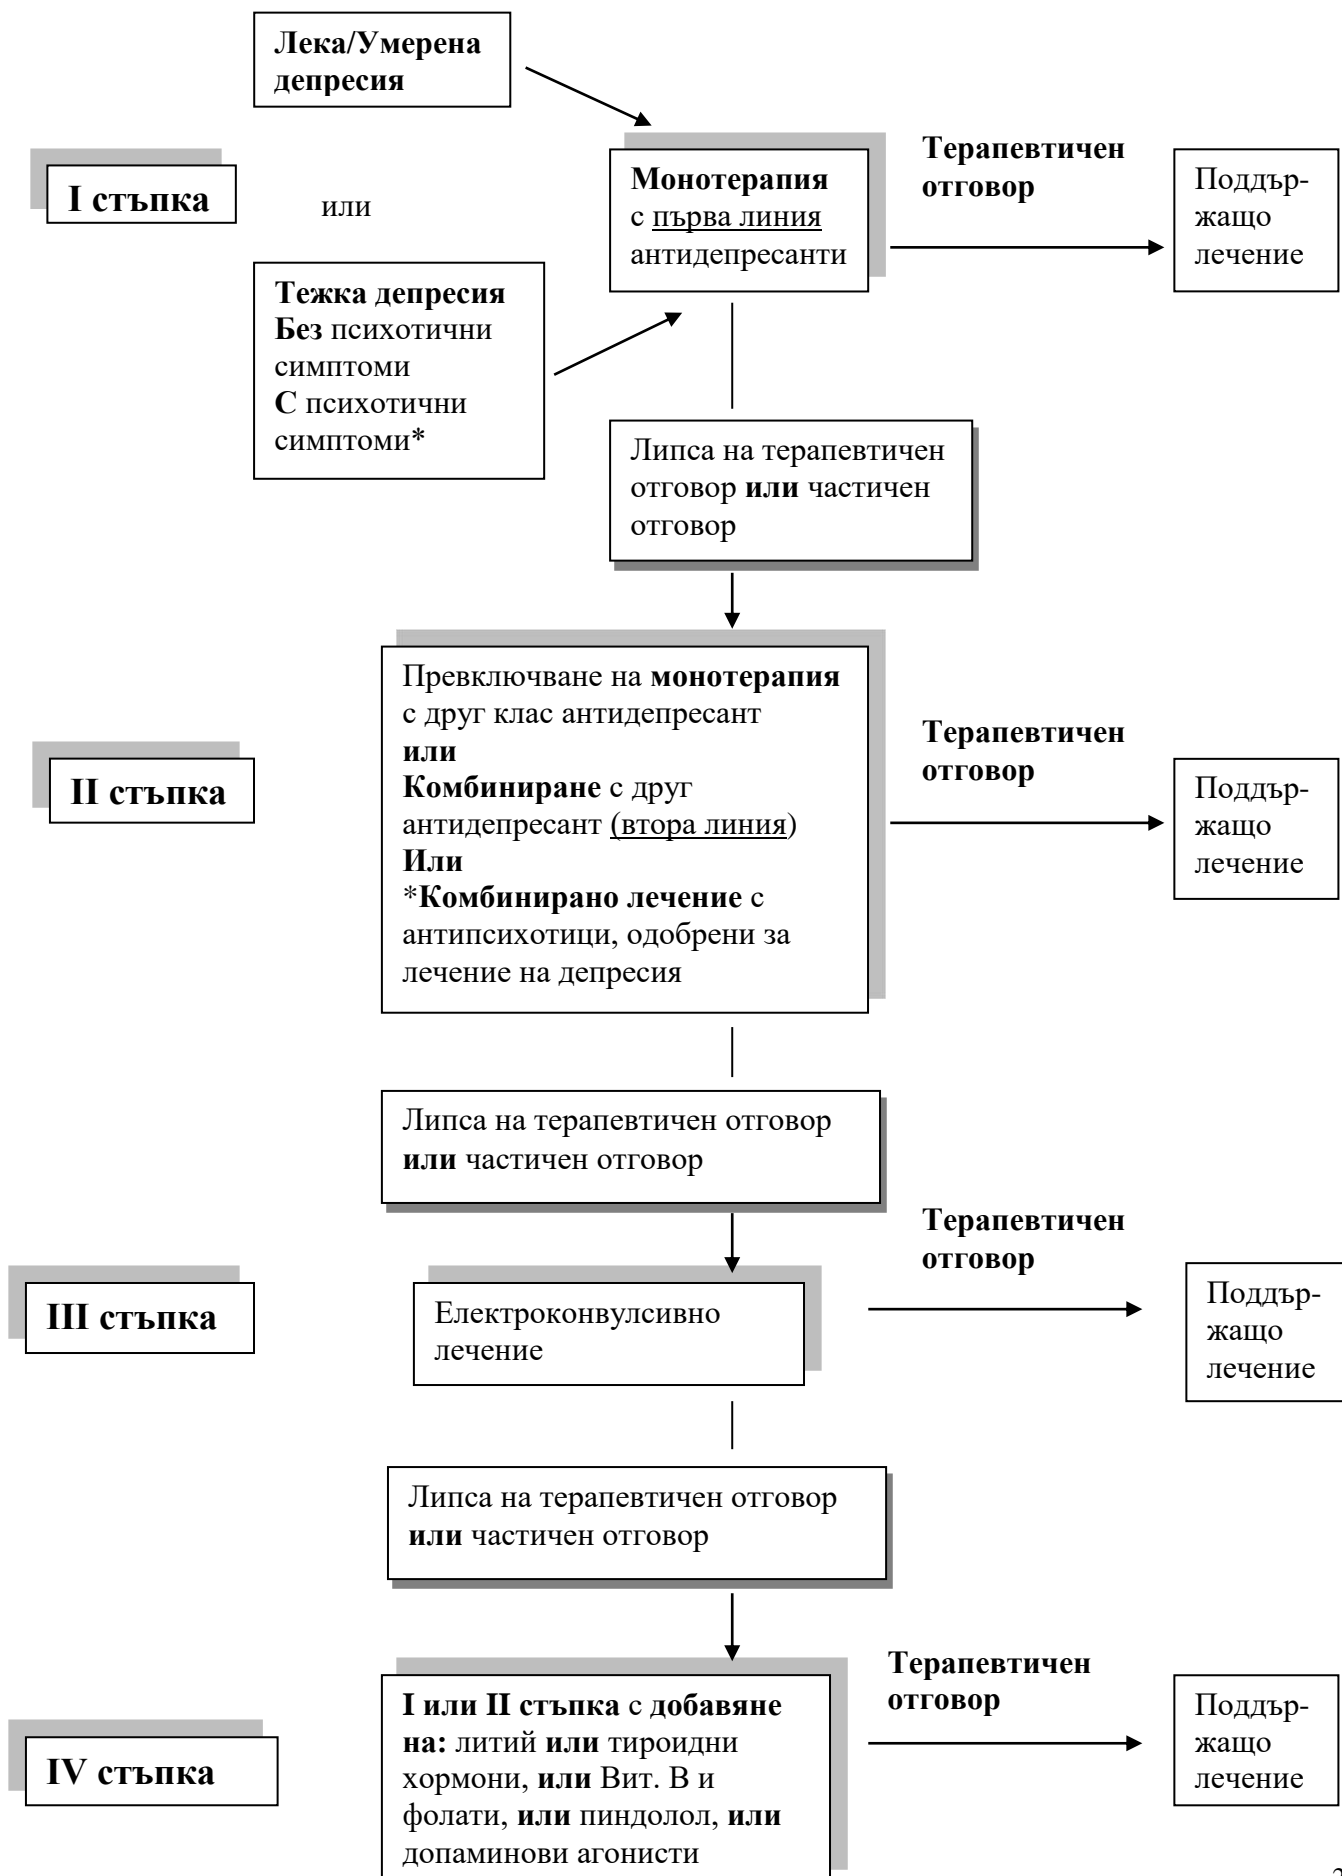 Лека/Умерена
депресия
I стъпка
или
Тежка депресия
Без психотични
симптоми
С психотични
симптоми*
Монотерапия
с първа линия
антидепресанти
Терапевтичен
отговор
Поддър-
жащо
лечение
Липса на терапевтичен
отговор или частичен
отговор
II стъпка
Превключване на монотерапия
с друг клас антидепресант
или
Комбиниране с друг
антидепресант (втора линия)
Или
*Комбинирано лечение с
антипсихотици, одобрени за
лечение на депресия
Терапевтичен
отговор
Поддър-
жащо
лечение
Липса на терапевтичен отговор
или частичен отговор
III стъпка
Електроконвулсивно
лечение
Терапевтичен
отговор
Поддър-
жащо
лечение
Липса на терапевтичен отговор
или частичен отговор
IV стъпка
I или II стъпка с добавяне
на: литий или тироидни
хормони, или Вит. В и
фолати, или пиндолол, или
допаминови агонисти
Терапевтичен
отговор
Поддър-
жащо
лечение